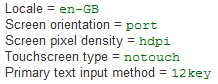 Locale = en-GB
Screen orientation = port
Screen pixel density = hdpi
Touchscreen type = notouch
Primary text input method = 12key